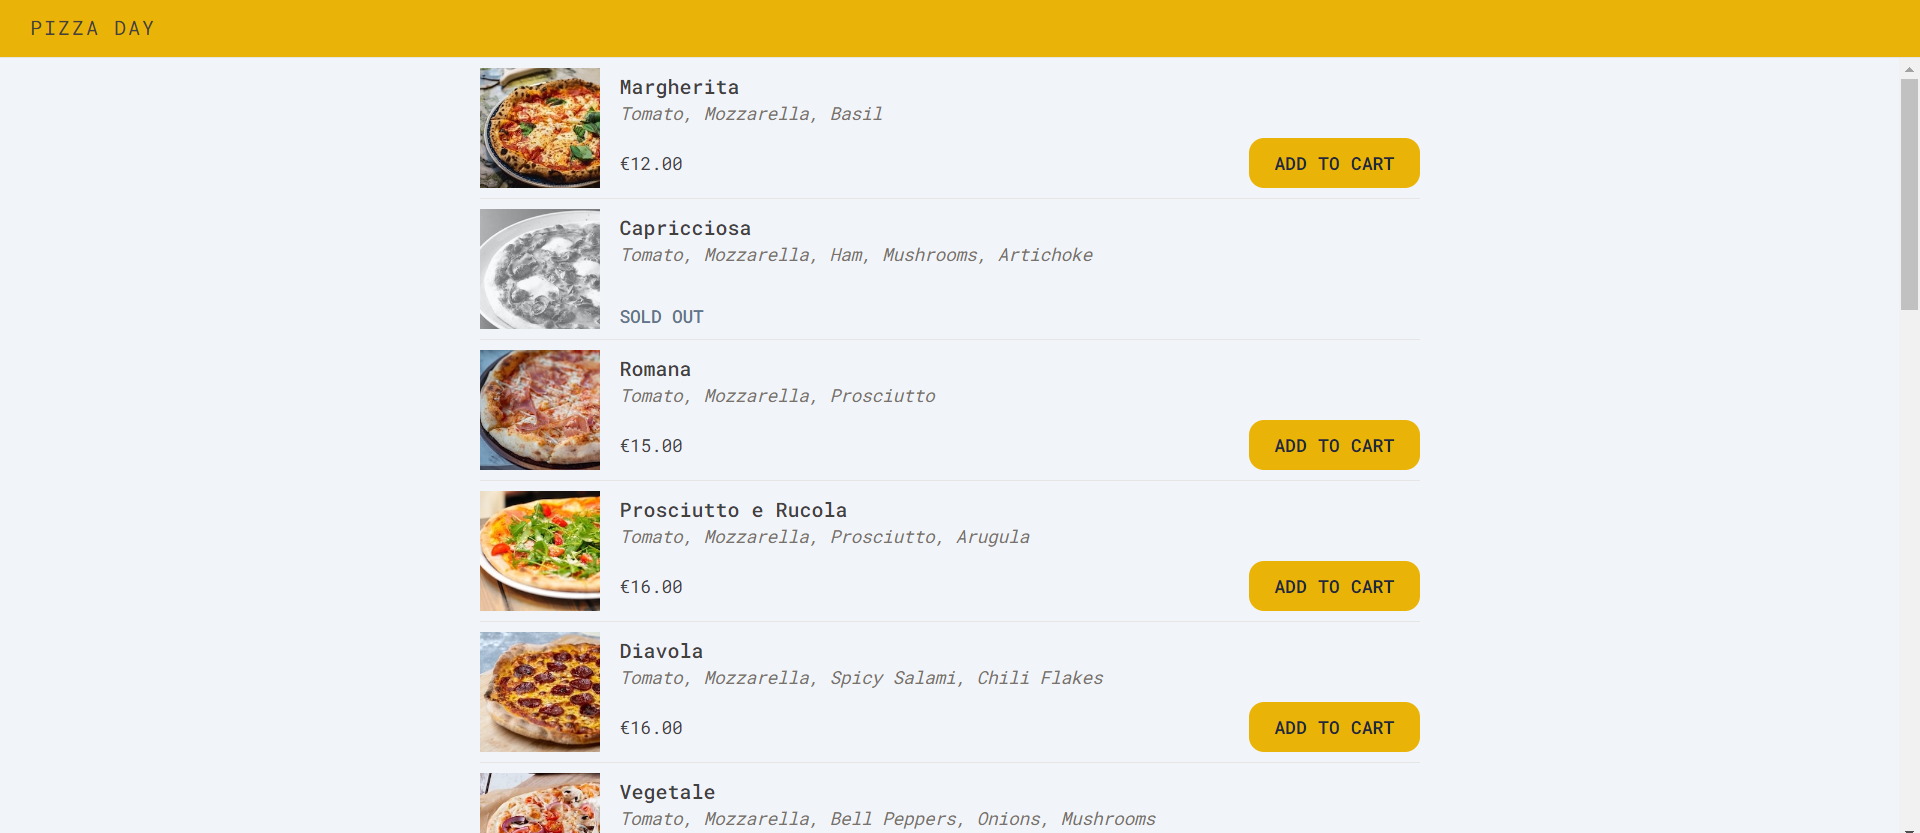 PIZZA DAY
Margherita
Tomato, Mozzarella, Basil
€12.00
ADD TO CART
Capricciosa
Tomato, Mozzarella, Ham, Mushrooms, Artichoke
SOLD OUT
Romana
Tomato, Mozzarella, Prosciutto
€15.00
ADD TO CART
Prosciutto e Rucola
Tomato, Mozzarella, Prosciutto, Arugula
€16.00
ADD TO CART
Diavola
Tomato, Mozzarella, Spicy Salami, Chili Flakes
€16.00
ADD TO CART
Vegetale
Tomato, Mozzarella, Bell Peppers, Onions, Mushrooms